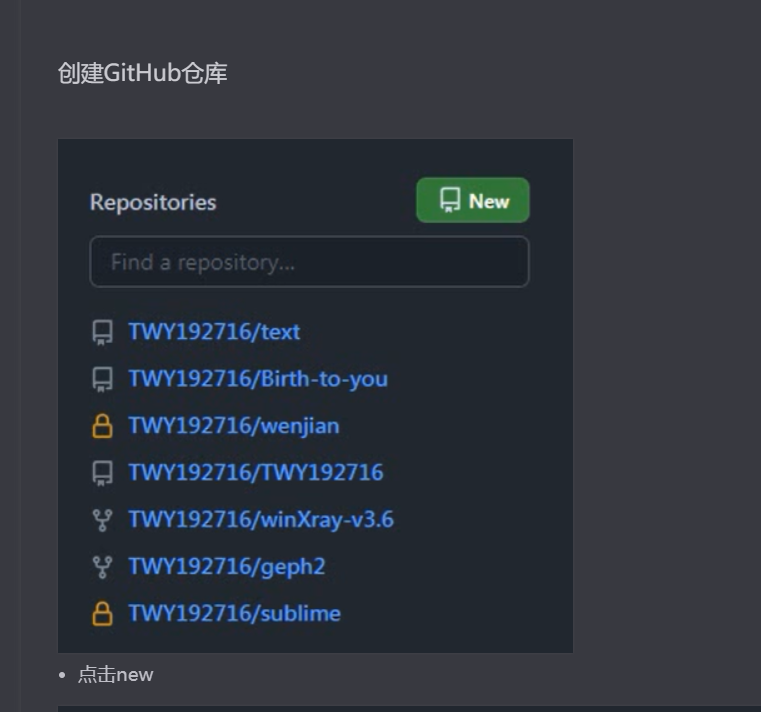 创建GitHub仓库
Repositories
New
Find a repository...
TWY192716/text
TWY192716/Birth-to-you
TWY192716/wenjian
TWY192716/TWY192716
TWY192716/winXray-v3.6
TWY192716/geph2
TWY192716/sublime
• 点击new